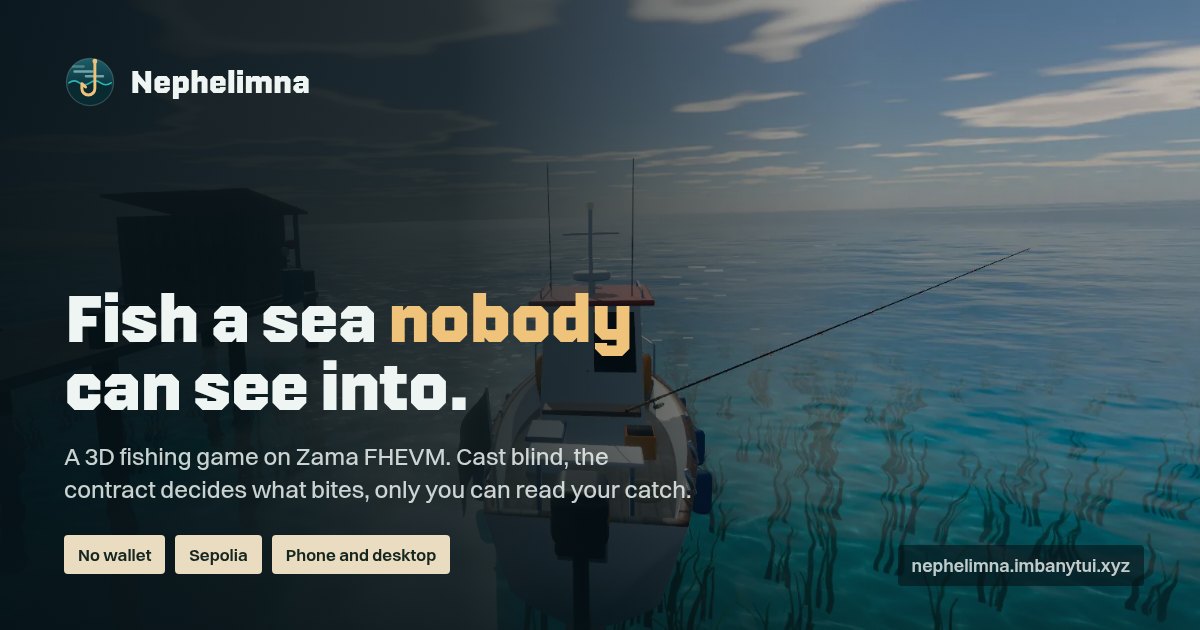 Nephelimna
Fish a sea nobody
can see into.
A 3D fishing game on Zama FHEVM. Cast blind, the
contract decides what bites, only you can read your catch.
No wallet
Sepolia
Phone and desktop
nephelimna.imbanytui.xyz